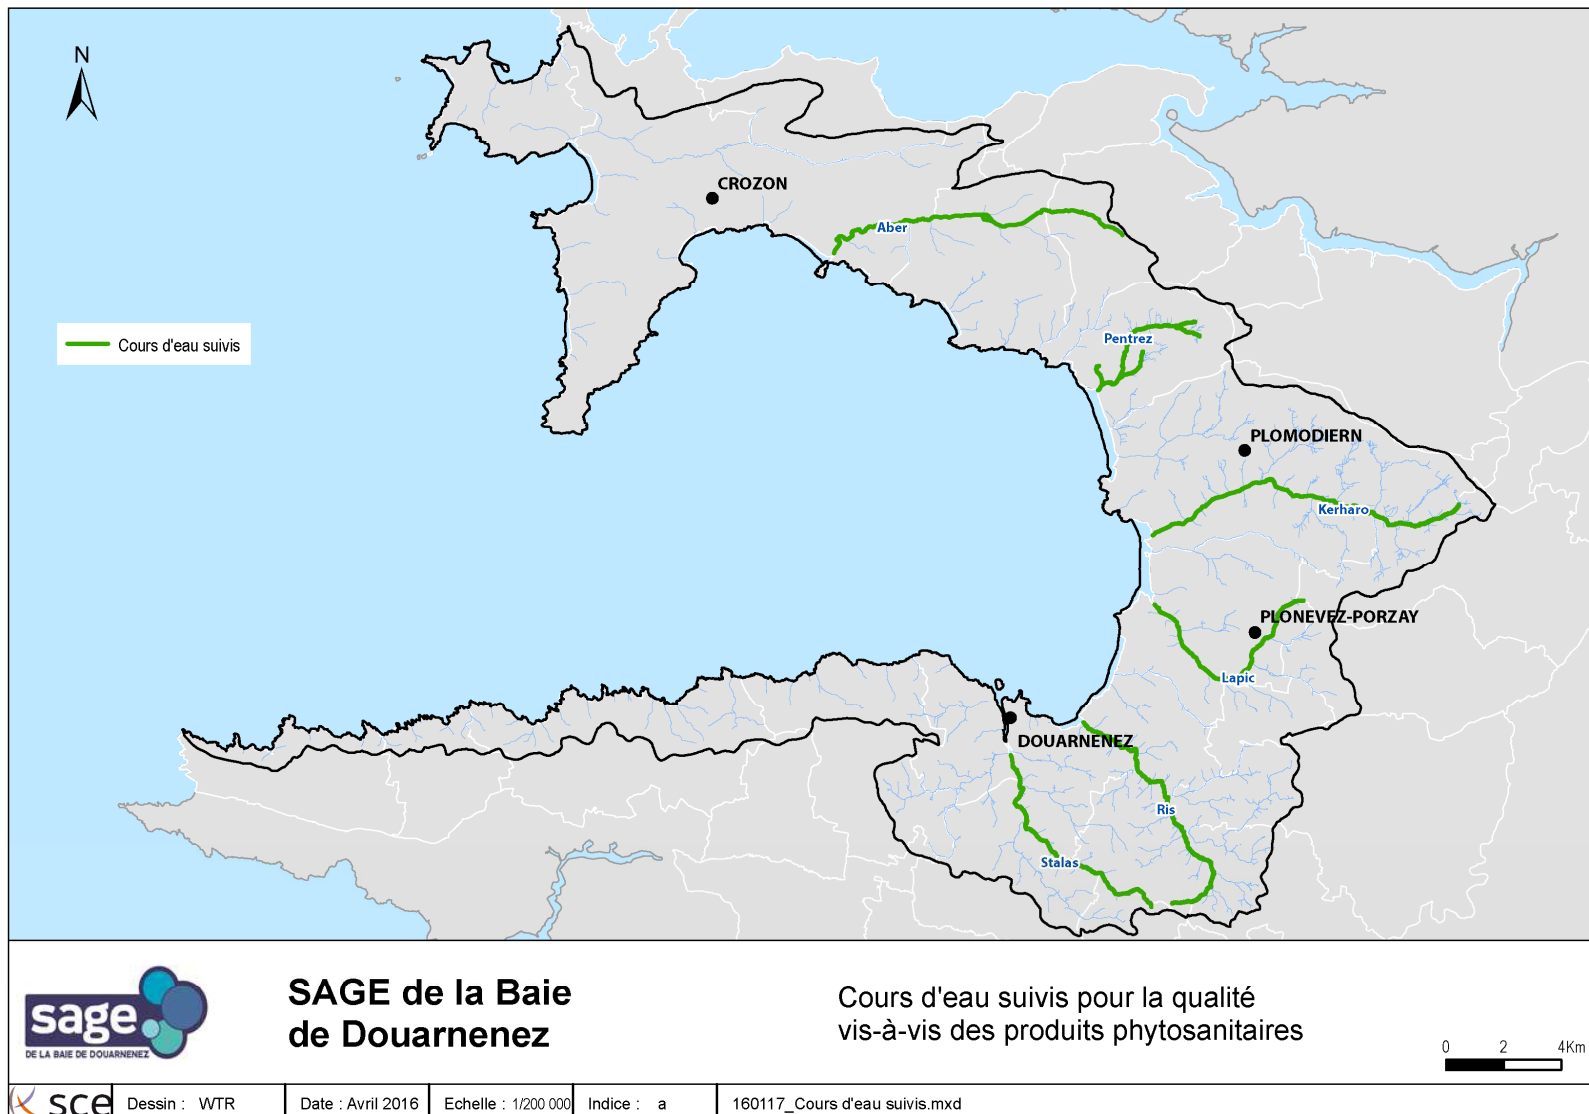 N
CROZON
Aber
Cours d'eau suivis
Pentrez
PLOMODIERN
Kerharo
PLONEVEZ-PORZAY
Lapic
DOUARNENEZ
Ris
Stalas
sage
DE LA BAIE DE DOUARNENEZ
SAGE de la Baie
de Douarnenez
Cours d'eau suivis pour la qualité
vis-à-vis des produits phytosanitaires
0 2 4Km
sce
Dessin : WTR
Date : Avril 2016
Echelle : 1/200 000
Indice : a
160117_Cours d'eau suivis.mxd